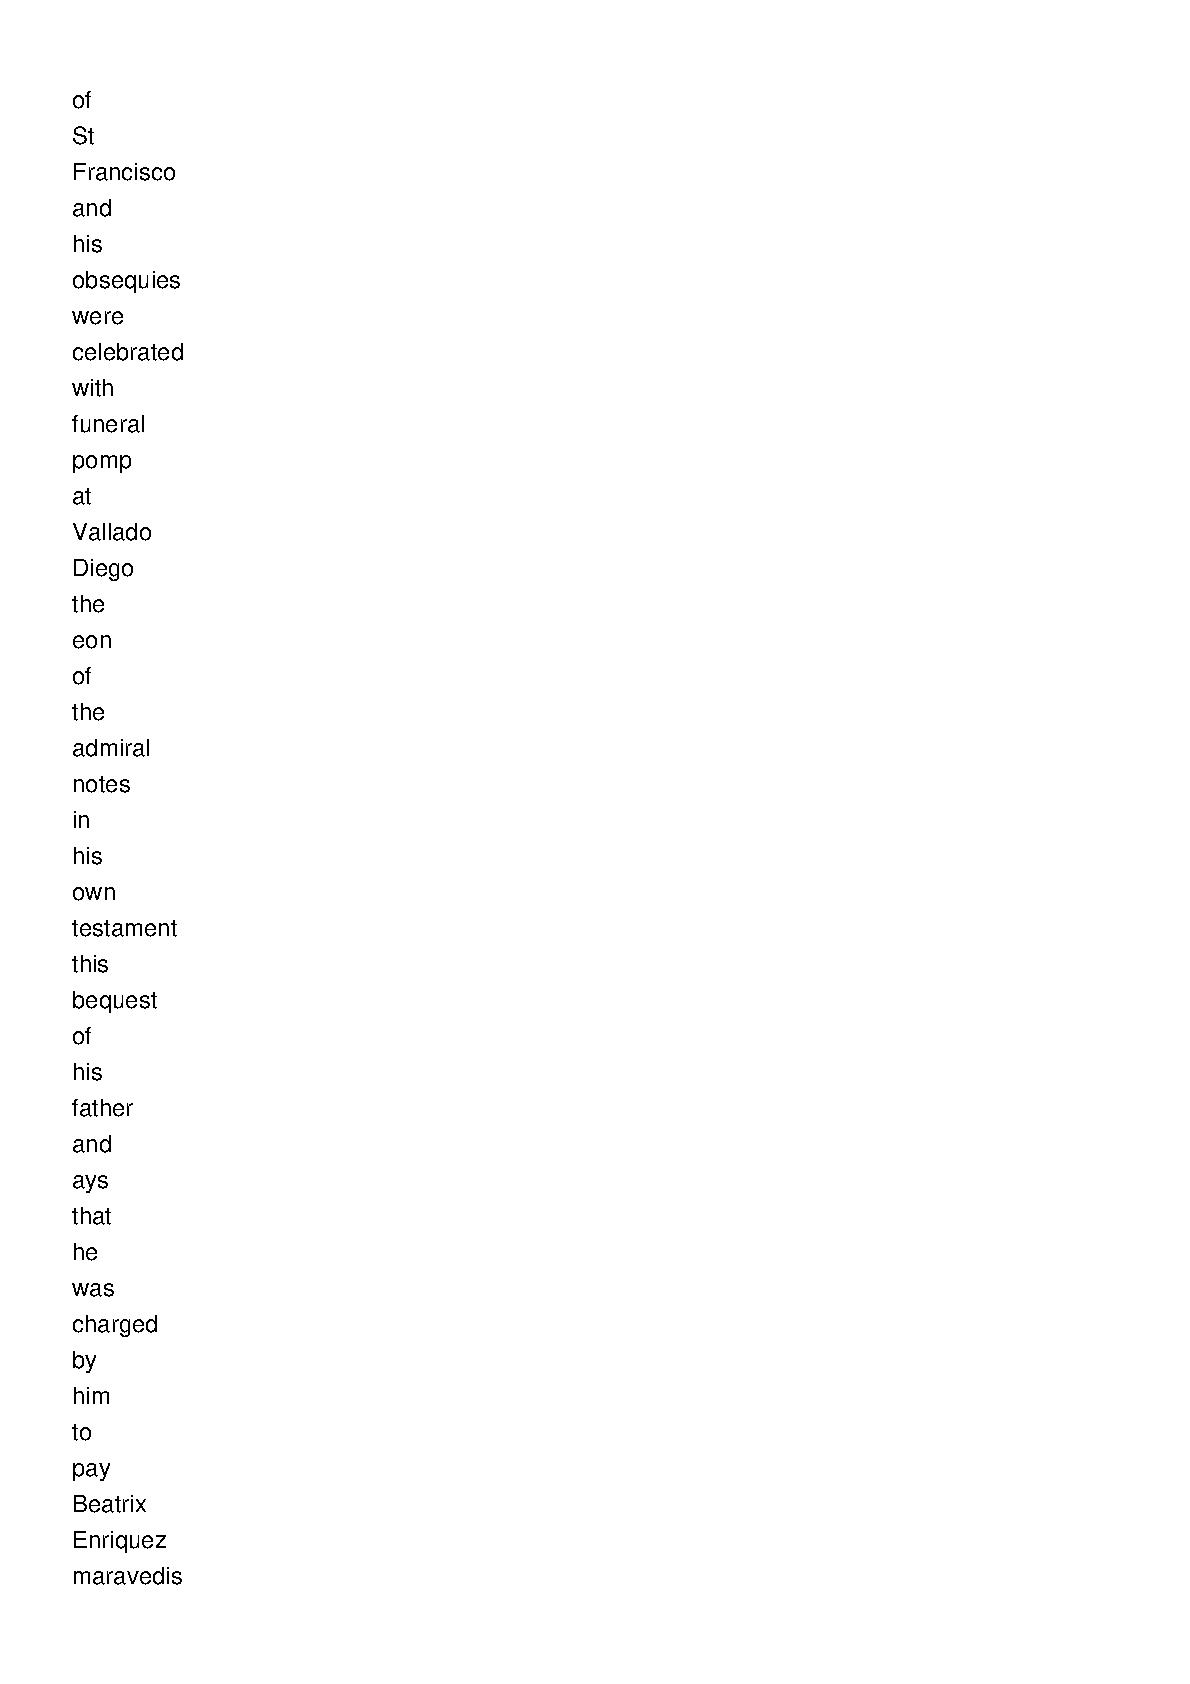 of
St
Francisco
and
his
obsequies
were
celebrated
with
funeral
pomp
at
Vallado
Diego
the
eon
of
the
admiral
notes
in
his
own
testament
this
bequest
of
his
father
and
ays
that
he
was
charged
by
him
to
pay
Beatrix
Enriquez
maravedis